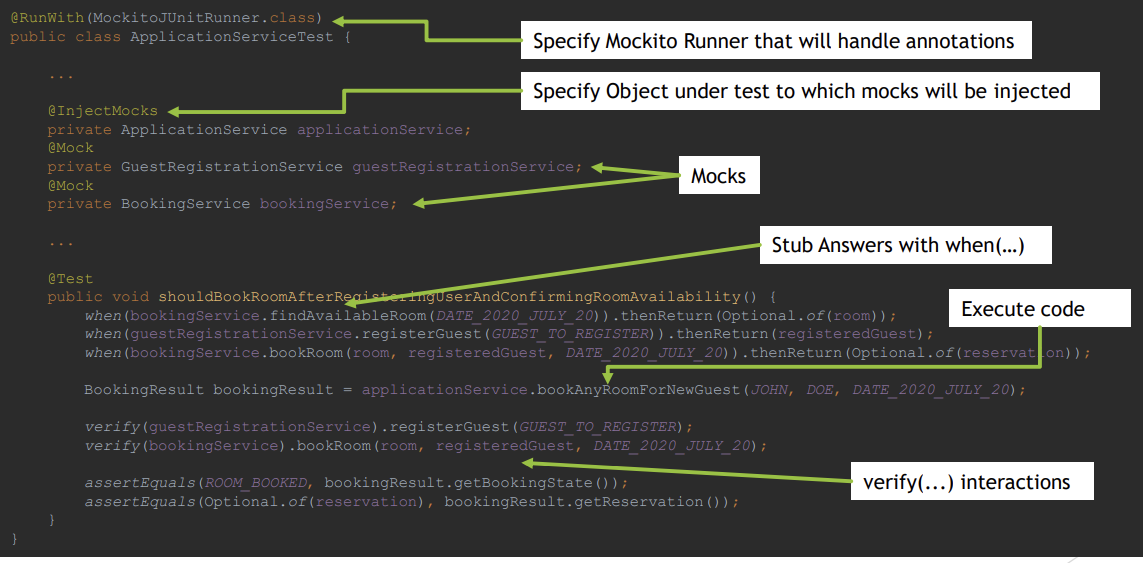 @RunWith(MockitoJUnitRunner.class)
public class ApplicationServiceTest {
Specify Mockito Runner that will handle annotations
...
Specify Object under test to which mocks will be injected
@InjectMocks
private ApplicationService applicationService;
@Mock
private GuestRegistrationService guestRegistrationService;
Mocks
@Mock
private BookingService bookingService;
...
Stub Answers with when(…)
@Test
public void shouldBookRoomAfterRegisteringUserAndConfirmingRoomAvailability() {
Execute code
when(bookingService.findAvailableRoom(DATE_2020_JULY_20)).thenReturn(Optional.of(room));
when(guestRegistrationService.registerGuest(GUEST_TO_REGISTER)).thenReturn(registeredGuest);
when(bookingService.bookRoom(room, registeredGuest, DATE_2020_JULY_20)).thenReturn(Optional.of(reservation));
BookingResult bookingResult = applicationService.bookAnyRoomForNewGuest(JOHN, DOE, DATE_2020_JULY_20);
verify(guestRegistrationService).registerGuest(GUEST_TO_REGISTER);
verify(bookingService).bookRoom(room, registeredGuest, DATE_2020_JULY_20);
verify(...) interactions
assertEquals(ROOM_BOOKED, bookingResult.getBookingState());
assertEquals(Optional.of(reservation), bookingResult.getReservation());
}
}